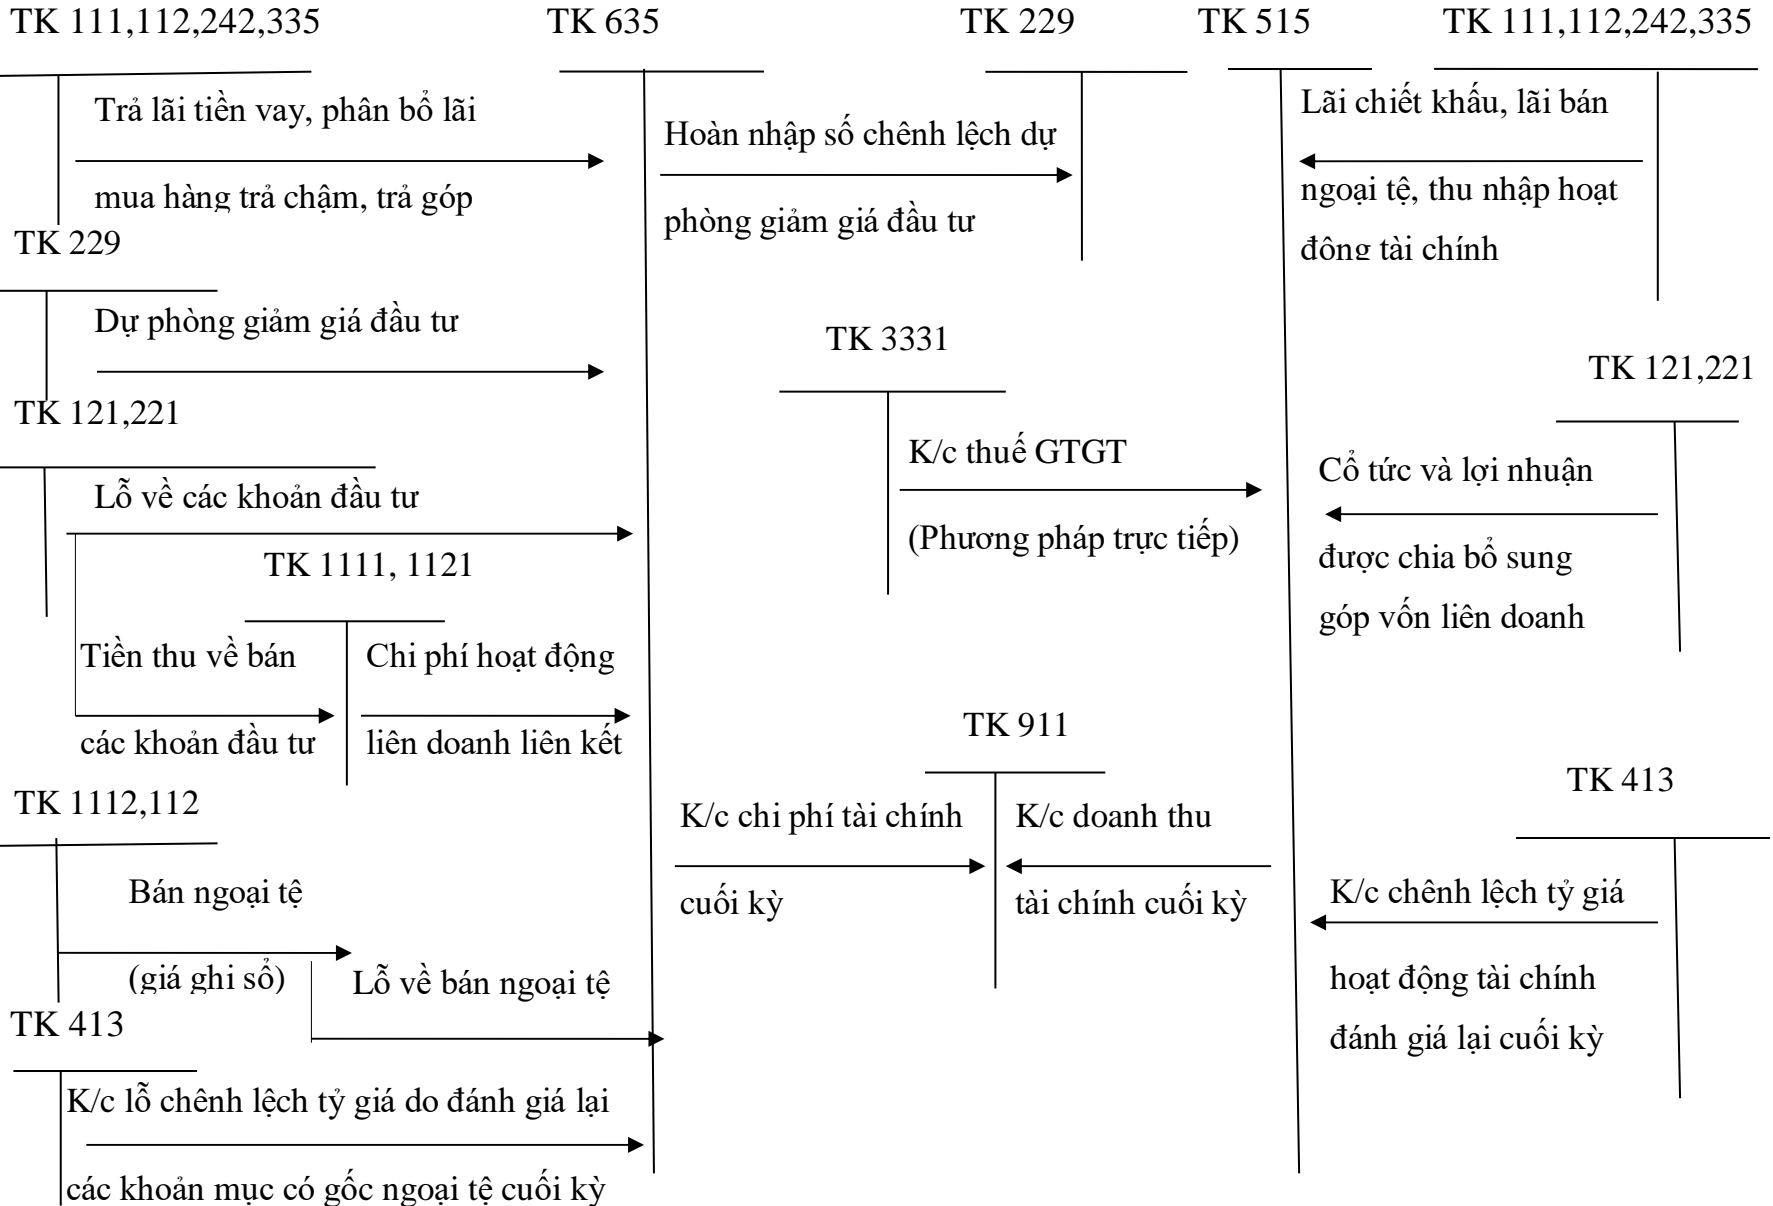 TK 111,112,242,335
TK 635
TK 229
TK 515
TK 111,112,242,335
Trả lãi tiền vay, phân bổ lãi
mua hàng trả chậm, trả góp
Hoàn nhập số chênh lệch dự
phòng giảm giá đầu tư
Lãi chiết khấu, lãi bán
ngoại tệ, thu nhập hoạt
động tài chính
TK 229
Dự phòng giảm giá đầu tư
TK 3331
TK 121,221
TK 121,221
K/c thuế GTGT
(Phương pháp trực tiếp)
Cổ tức và lợi nhuận
được chia bổ sung
góp vốn liên doanh
Lỗ về các khoản đầu tư
TK 1111, 1121
Tiền thu về bán
các khoản đầu tư
Chi phí hoạt động
liên doanh liên kết
TK 911
TK 413
TK 1112,112
K/c chi phí tài chính
cuối kỳ
K/c doanh thu
tài chính cuối kỳ
Bán ngoại tệ
(giá ghi sổ)
Lỗ về bán ngoại tệ
K/c chênh lệch tỷ giá
hoạt động tài chính
đánh giá lại cuối kỳ
TK 413
K/c lỗ chênh lệch tỷ giá do đánh giá lại
các khoản mục có gốc ngoại tệ cuối kỳ